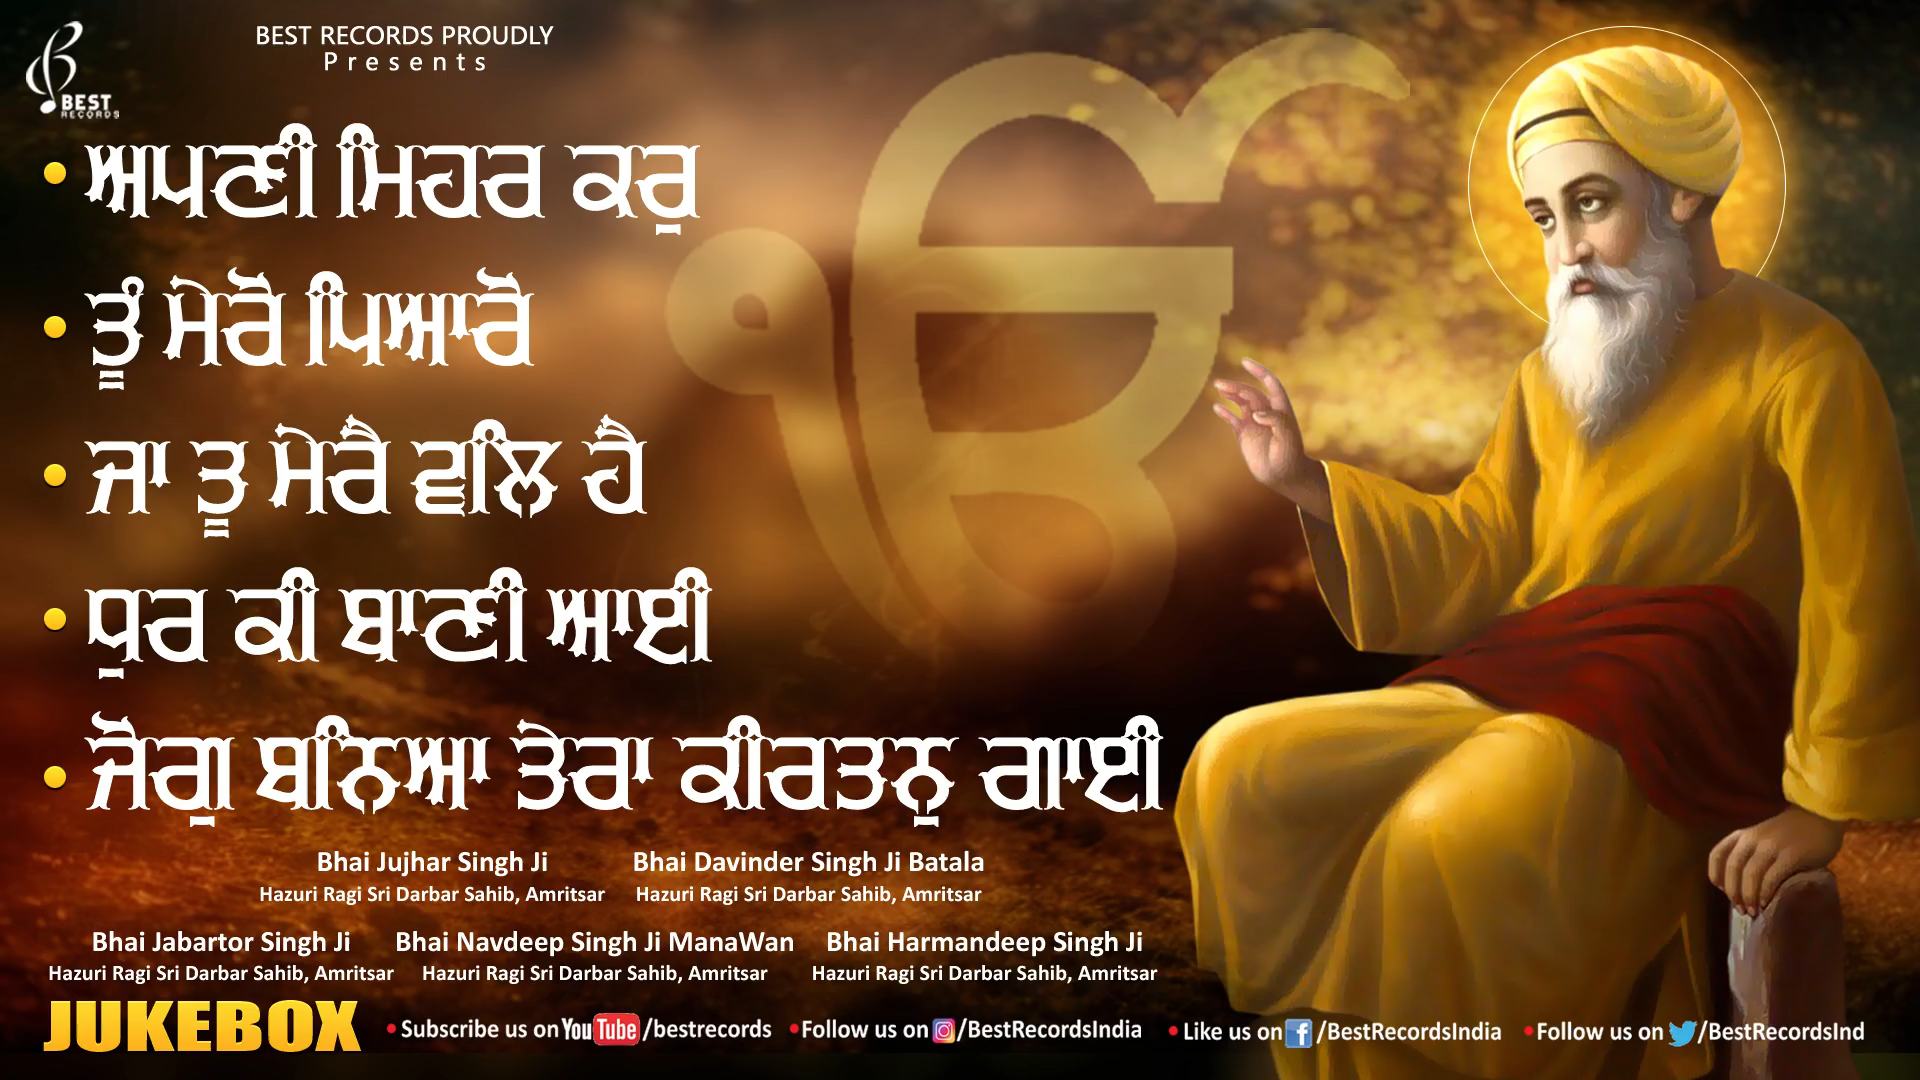 BEST RECORDS PROUDLY
Presents
BEST
RECORDS
• ਅਪਣੀ ਮਿਹਰ ਕਰੁ
• ਤੂੰ ਮੇਰੋ ਪਿਆਰੋ
• ਜਾ ਤੂ ਮੇਰੈ ਵਲਿ ਹੈ
• ਧੁਰ ਕੀ ਬਾਣੀ ਆਈ
• ਜੋਗੁ ਬਨਿਆ ਤੇਰਾ ਕੀਰਤਨੁ ਗਾਈ
ੴ
Bhai Jujhar Singh Ji Bhai Davinder Singh Ji Batala
Hazuri Ragi Sri Darbar Sahib, Amritsar Hazuri Ragi Sri Darbar Sahib, Amritsar
Bhai Jabartor Singh Ji Bhai Navdeep Singh Ji ManaWan Bhai Harmandeep Singh Ji
Hazuri Ragi Sri Darbar Sahib, Amritsar Hazuri Ragi Sri Darbar Sahib, Amritsar Hazuri Ragi Sri Darbar Sahib, Amritsar
JUKEBOX • Subscribe us on YouTube /bestrecords • Follow us on /BestRecordsIndia • Like us on f /BestRecordsIndia • Follow us on /BestRecordsInd